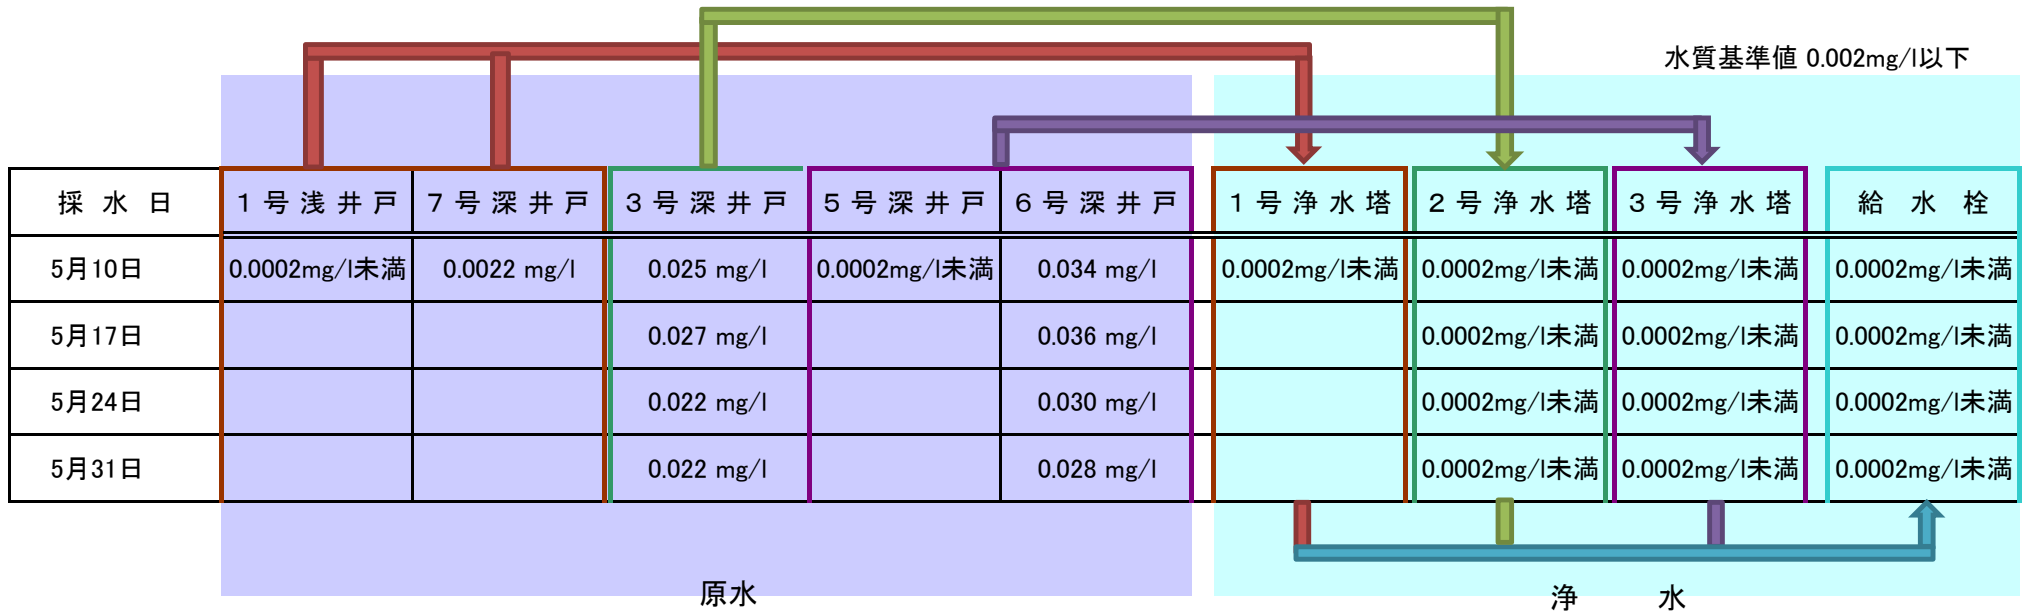 水質基準値 0.002mg/l以下
採 水 日 １号浅井戸 ７号深井戸 ３号深井戸 ５号深井戸 ６号深井戸 １号浄水塔 ２号浄水塔 ３号浄水塔 給 水 栓
5月10日 0.0002mg/l未満 0.0022 mg/l 0.025 mg/l 0.0002mg/l未満 0.034 mg/l 0.0002mg/l未満 0.0002mg/l未満 0.0002mg/l未満 0.0002mg/l未満
5月17日 0.027 mg/l 0.036 mg/l 0.0002mg/l未満 0.0002mg/l未満 0.0002mg/l未満
5月24日 0.022 mg/l 0.030 mg/l 0.0002mg/l未満 0.0002mg/l未満 0.0002mg/l未満
5月31日 0.022 mg/l 0.028 mg/l 0.0002mg/l未満 0.0002mg/l未満 0.0002mg/l未満
原水 浄 水